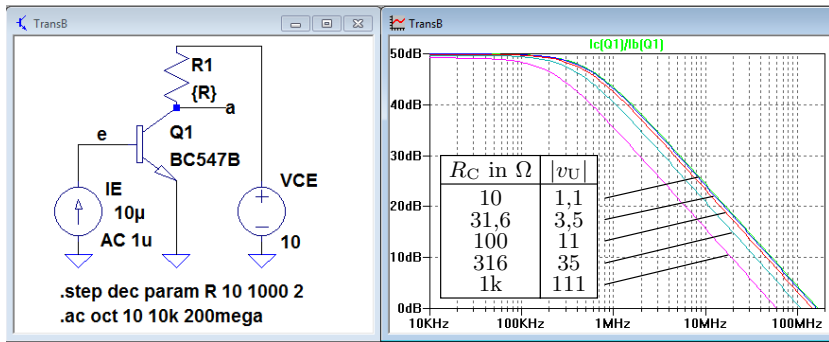 TransB
R1
{R}
a
Q1
e
BC547B
IE
10µ
AC 1u
VCE
10
.step dec param R 10 1000 2
.ac oct 10 10k 200mega
TransB
Ic(Q1)/Ib(Q1)
50dB
40dB
30dB
20dB
10dB
0dB
10KHz 100KHz 1MHz 10MHz 100MHz
R_C in Ω |v_U|
10 1,1
31,6 3,5
100 11
316 35
1k 111